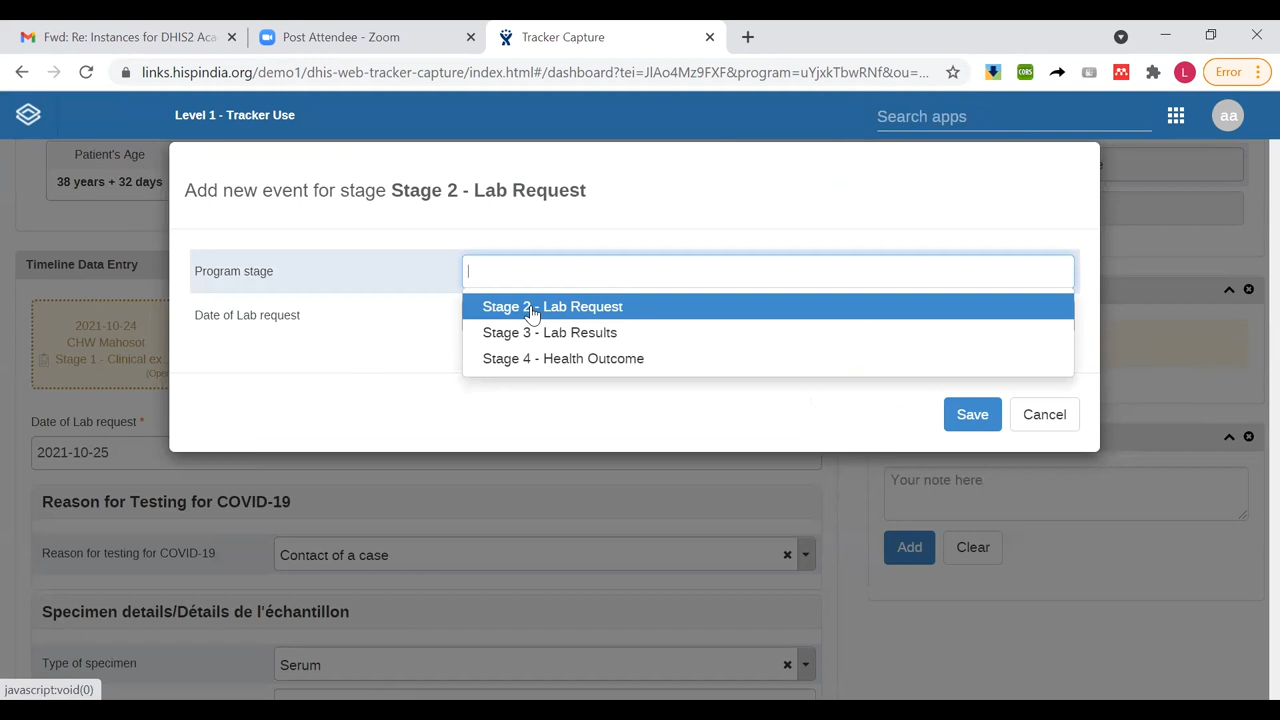 Fwd: Re: Instances for DHIS2 Aca
Post Attendee - Zoom
Tracker Capture
links.hispindia.org/demo1/dhis-web-tracker-capture/index.html#/dashboard?tei=JlAo4Mz9FXF&program=uYjxkTbwRNf&ou=...
CORS
L
Error
Level 1 - Tracker Use
Search apps
aa
Patient's Age
38 years + 32 days
Add new event for stage Stage 2 - Lab Request
Program stage
Stage 2 - Lab Request
Stage 3 - Lab Results
Stage 4 - Health Outcome
Date of Lab request
Save
Cancel
Timeline Data Entry
2021-10-24
CHW Mahosot
Stage 1 - Clinical ex
(Open
Date of Lab request *
2021-10-25
Reason for Testing for COVID-19
Reason for testing for COVID-19
Contact of a case
Specimen details/Détails de l'échantillon
Type of specimen
Serum
Your note here
Add
Clear
javascript:void(0)